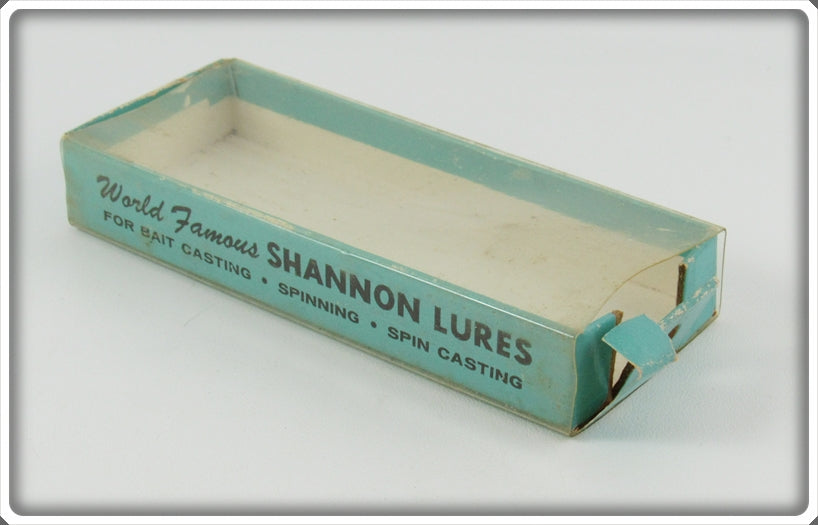 World Famous SHANNON LURES
FOR BAIT CASTING • SPINNING • SPIN CASTING